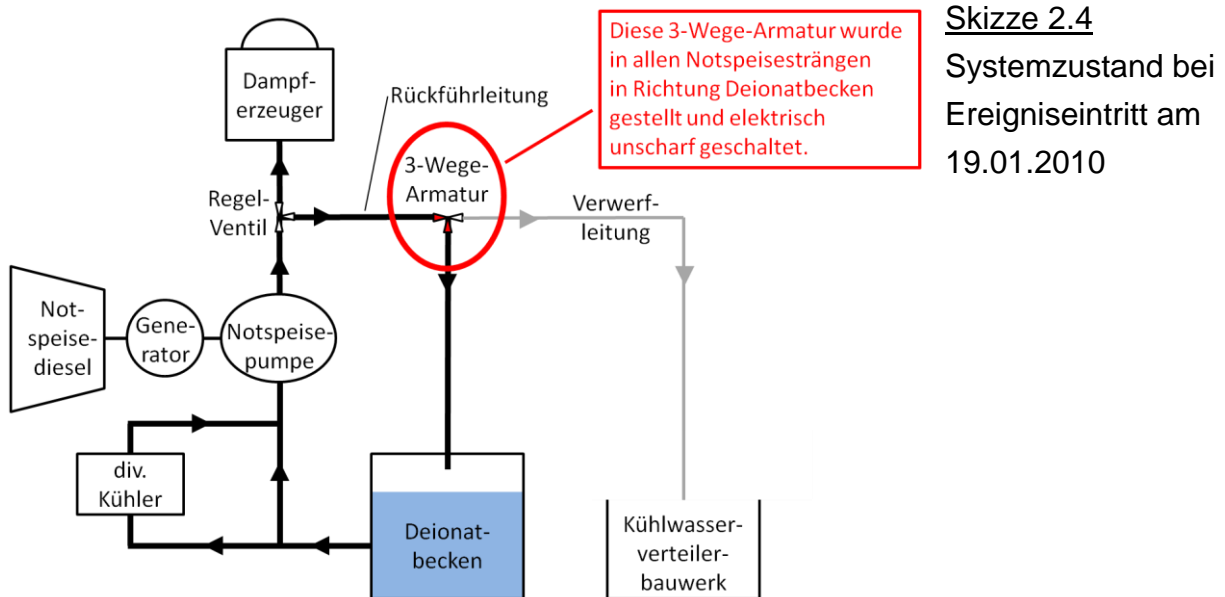 Skizze 2.4
Systemzustand bei
Ereigniseintritt am
19.01.2010
Diese 3-Wege-Armatur wurde
in allen Notspeisesträngen
in Richtung Deionatbecken
gestellt und elektrisch
unscharf geschaltet.
Dampf-
erzeuger
Rückführleitung
3-Wege-
Armatur
Regel-
Ventil
Verwerf-
leitung
Not-
speise-
diesel
Gene-
rator
Notspeise-
pumpe
div.
Kühler
Deionat-
becken
Kühlwasser-
verteiler-
bauwerk